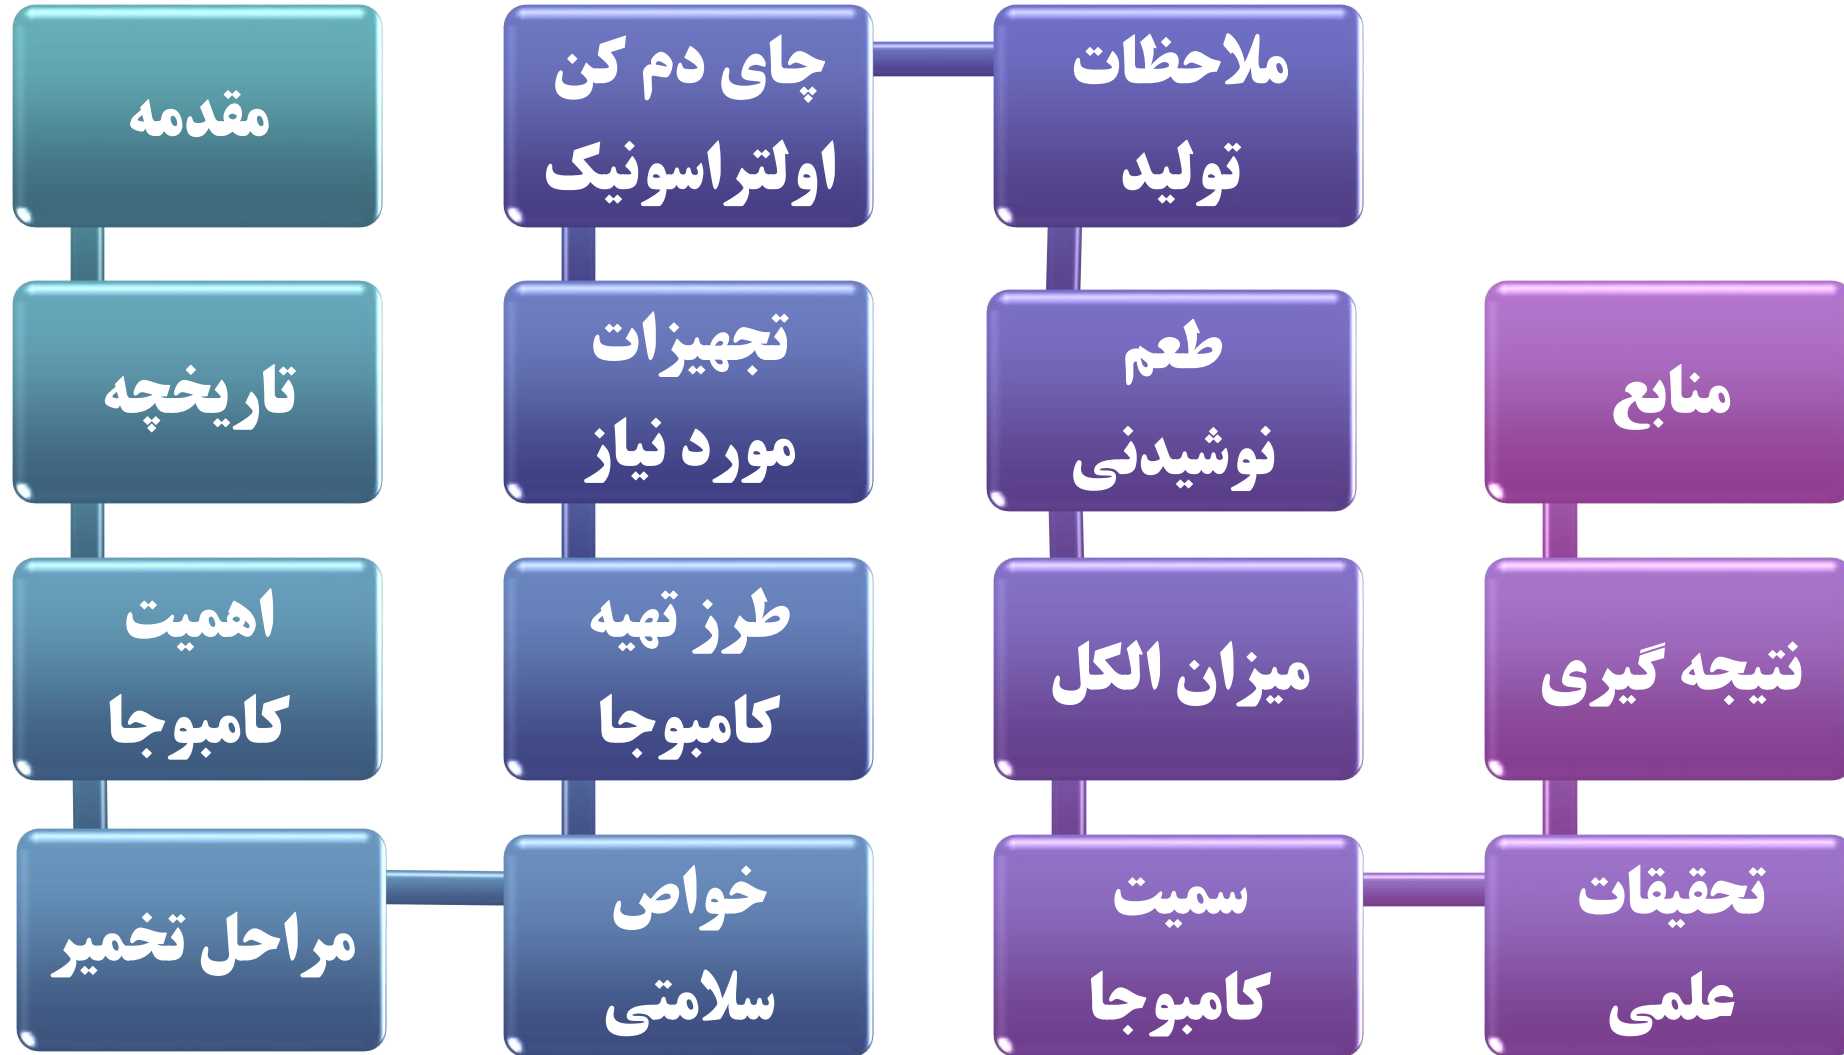 مقدمه
تاریخچه
اهمیت
کامبوجا
مراحل تخمیر
خواص
سلامتی
طرز تهیه
کامبوجا
تجهیزات
مورد نیاز
چای دم کن
اولتراسونیک
ملاحظات
تولید
طعم
نوشیدنی
میزان الکل
سمیت
کامبوجا
تحقیقات
علمی
نتیجه گیری
منابع